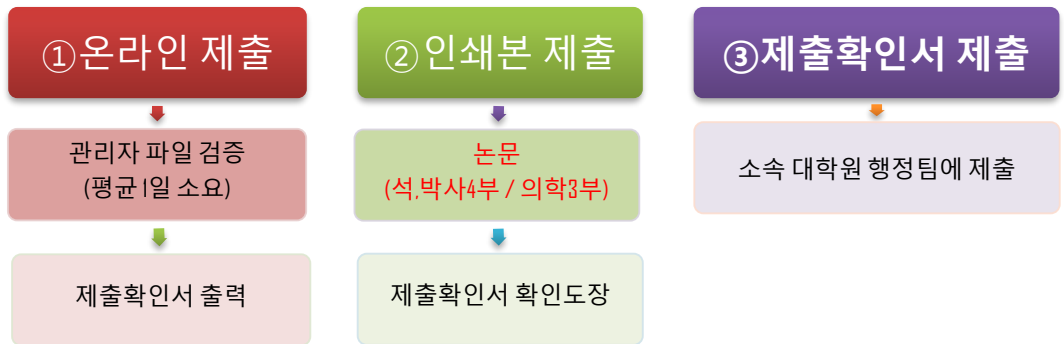 ①온라인 제출
관리자 파일 검증
(평균 1일 소요)
제출확인서 출력
②인쇄본 제출
논문
(석,박사4부 / 의학3부)
제출확인서 확인도장
③제출확인서 제출
소속 대학원 행정팀에 제출